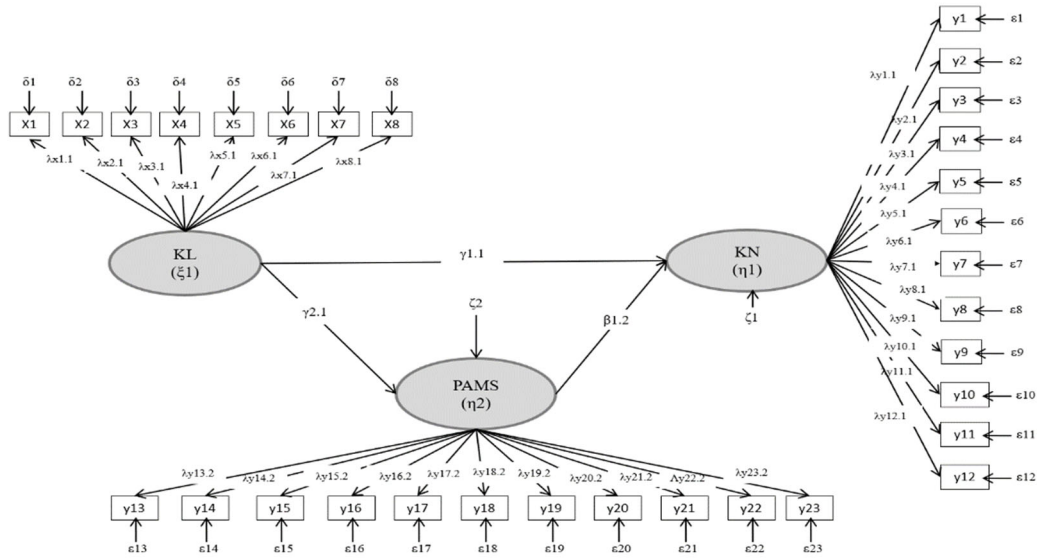 δ1 δ2 δ3 δ4 δ5 δ6 δ7 δ8
X1 X2 X3 X4 X5 X6 X7 X8
λx1.1 λx2.1 λx3.1 λx4.1 λx5.1 λx6.1 λx7.1 λx8.1
KL
(ξ1)
γ1.1
γ2.1
ζ2
β1.2
KN
(η1)
ζ1
PAMS
(η2)
λy1.1
λy2.1
λy3.1
λy4.1
λy5.1
λy6.1
λy7.1
λy8.1
λy9.1
λy10.1
λy11.1
λy12.1
y1 ε1
y2 ε2
y3 ε3
y4 ε4
y5 ε5
y6 ε6
y7 ε7
y8 ε8
y9 ε9
y10 ε10
y11 ε11
y12 ε12
λy13.2 λy14.2 λy15.2 λy16.2 λy17.2 λy18.2 λy19.2 λy20.2 λy21.2 Λy22.2 λy23.2
y13 y14 y15 y16 y17 y18 y19 y20 y21 y22 y23
ε13 ε14 ε15 ε16 ε17 ε18 ε19 ε20 ε21 ε22 ε23